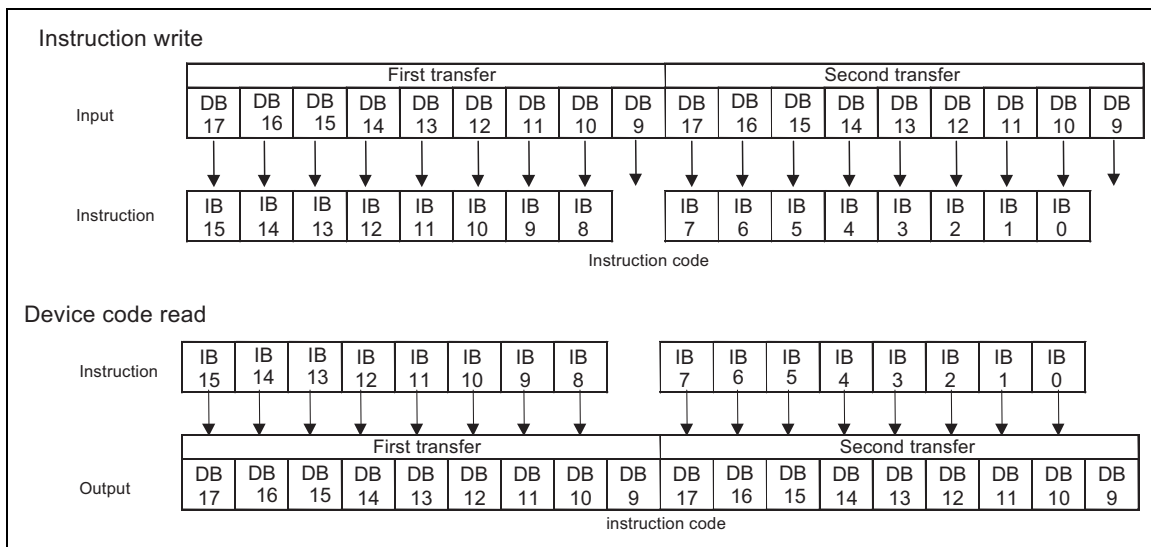 Instruction write
First transfer Second transfer
Input
DB DB DB DB DB DB DB DB DB DB DB DB DB DB DB DB DB DB
17 16 15 14 13 12 11 10 9 17 16 15 14 13 12 11 10 9
Instruction
IB IB IB IB IB IB IB IB IB IB IB IB IB IB IB IB
15 14 13 12 11 10 9 8 7 6 5 4 3 2 1 0
Instruction code
Device code read
Instruction
IB IB IB IB IB IB IB IB IB IB IB IB IB IB IB IB
15 14 13 12 11 10 9 8 7 6 5 4 3 2 1 0
First transfer Second transfer
Output
DB DB DB DB DB DB DB DB DB DB DB DB DB DB DB DB DB DB
17 16 15 14 13 12 11 10 9 17 16 15 14 13 12 11 10 9
instruction code